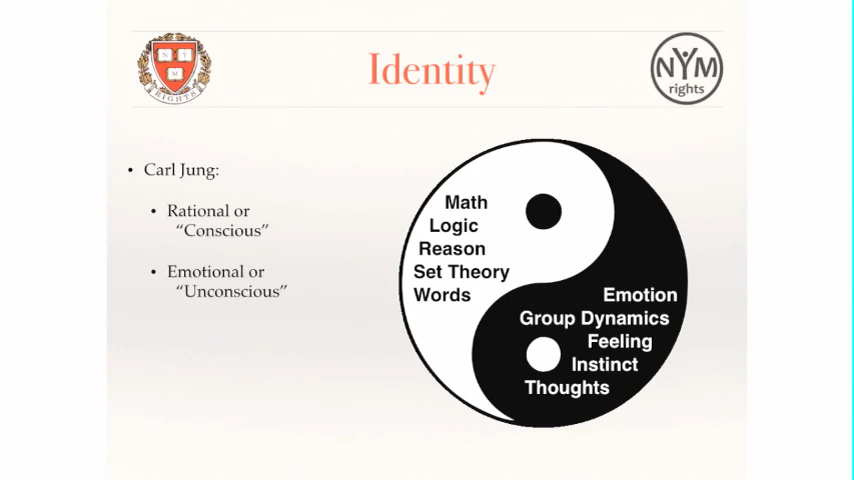 N Y
M
RIGHTS
Identity
NYM
rights
• Carl Jung:
• Rational or
“Conscious”
• Emotional or
“Unconscious”
Math
Logic
Reason
Set Theory
Words
Emotion
Group Dynamics
Feeling
Instinct
Thoughts